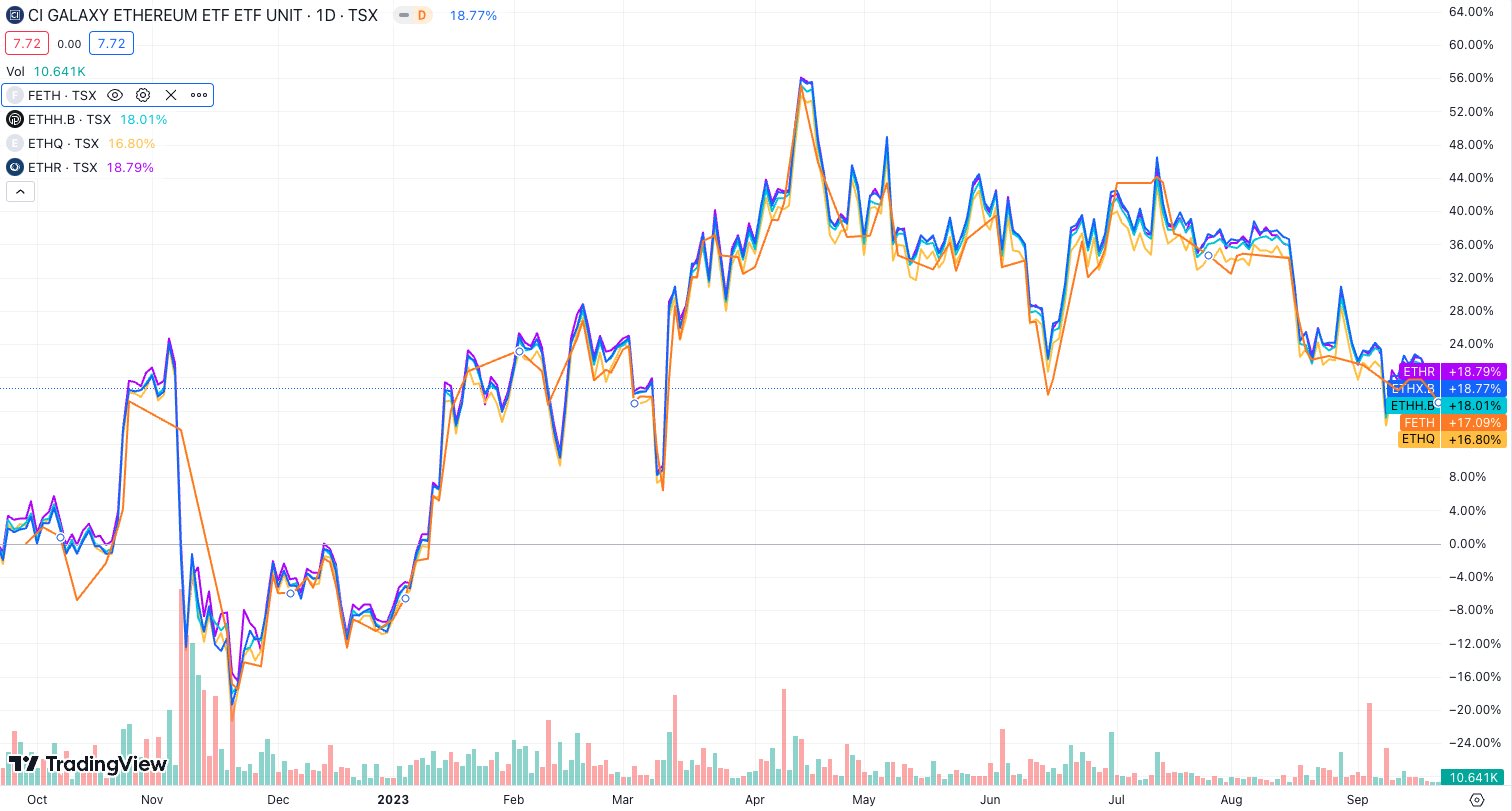 CI GALAXY ETHEREUM ETF ETF UNIT · 1D · TSX D 18.77%
7.72 0.00 7.72
Vol 10.641K
F FETH · TSX
ETHH.B · TSX 18.01%
E ETHQ · TSX 16.80%
ETHR · TSX 18.79%
64.00%
60.00%
56.00%
52.00%
48.00%
44.00%
40.00%
36.00%
32.00%
28.00%
24.00%
ETHR +18.79%
ETHX.B +18.77%
ETHH.B +18.01%
FETH +17.09%
ETHQ +16.80%
8.00%
4.00%
0.00%
−4.00%
−8.00%
−12.00%
−16.00%
−20.00%
−24.00%
10.641K
TradingView
Oct Nov Dec 2023 Feb Mar Apr May Jun Jul Aug Sep